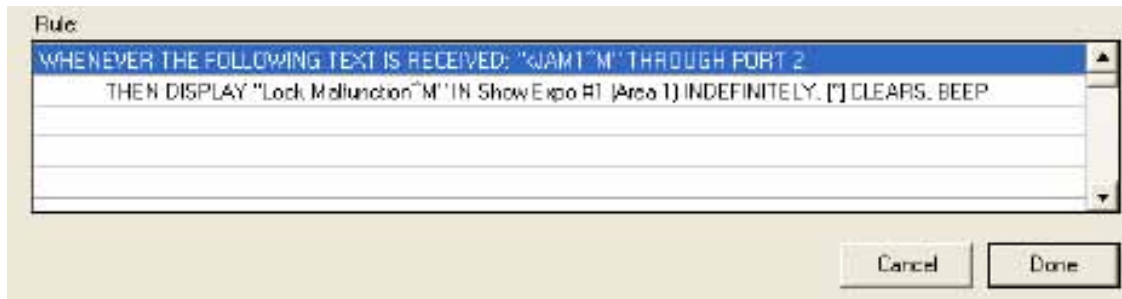 Rule:
WHENEVER THE FOLLOWING TEXT IS RECEIVED: "JAM1^M" THROUGH PORT 2
THEN DISPLAY "Lock Malfunction^M" IN Show Expo #1 (Area 1) INDEFINITELY. [*] CLEARS. BEEP
Cancel
Done